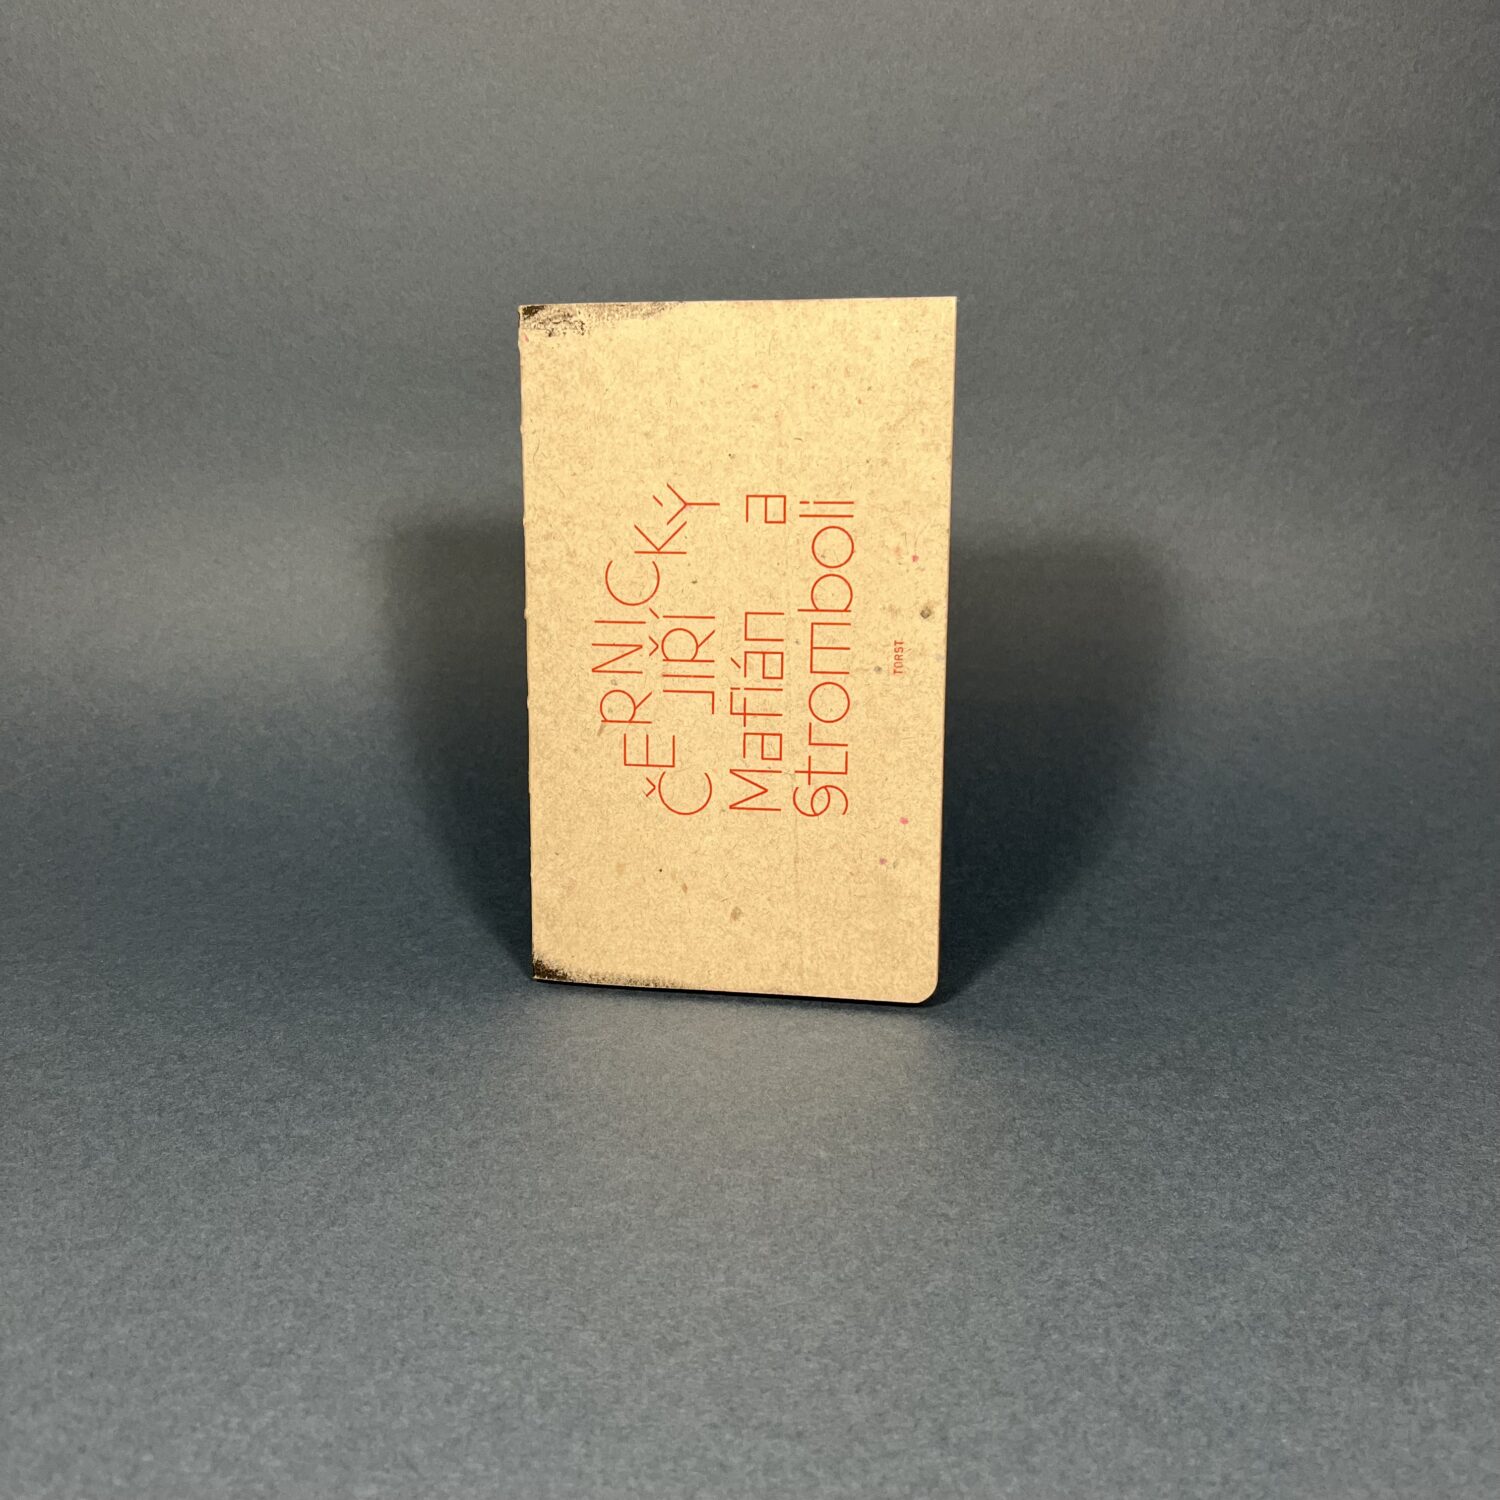 ČERNICKÝ
JIŘÍ
Mafián a
Stromboli
TORST